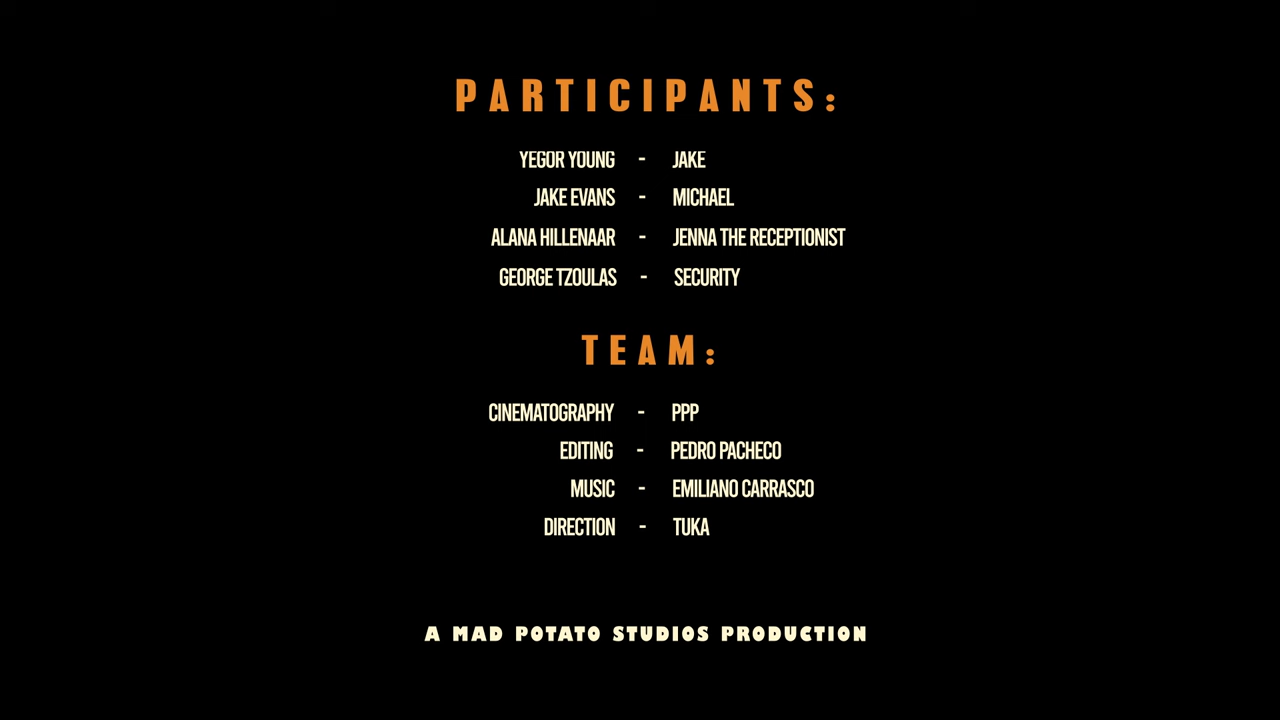 PARTICIPANTS:
YEGOR YOUNG - JAKE
JAKE EVANS - MICHAEL
ALANA HILLENAAR - JENNA THE RECEPTIONIST
GEORGE TZOULAS - SECURITY
TEAM:
CINEMATOGRAPHY - PPP
EDITING - PEDRO PACHECO
MUSIC - EMILIANO CARRASCO
DIRECTION - TUKA
A MAD POTATO STUDIOS PRODUCTION